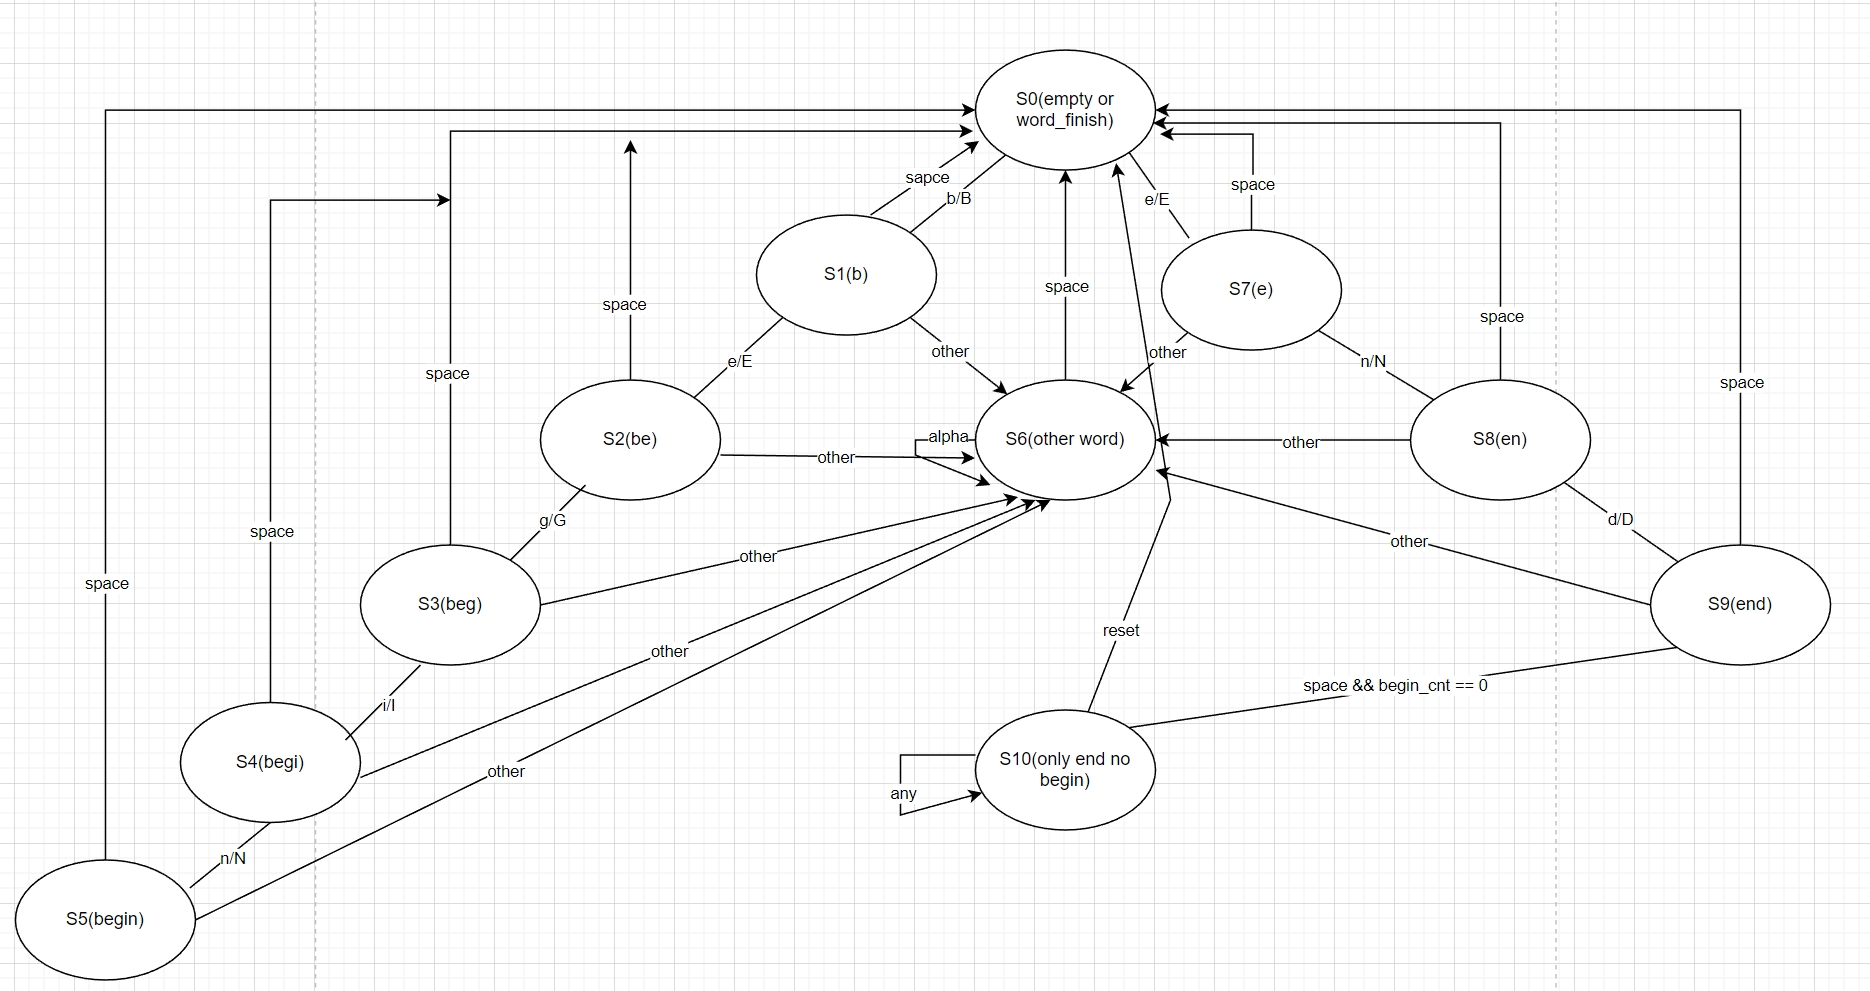 S0(empty or
word_finish)
sapce
b/B
e/E
space
S1(b)
space
S7(e)
space
space
e/E
other
other
n/N
space
space
S2(be)
alpha
S6(other word)
S8(en)
other
other
g/G
d/D
space
other
other
space
S3(beg)
S9(end)
reset
other
i/I
space && begin_cnt == 0
S4(begi)
S10(only end no
begin)
other
any
n/N
S5(begin)